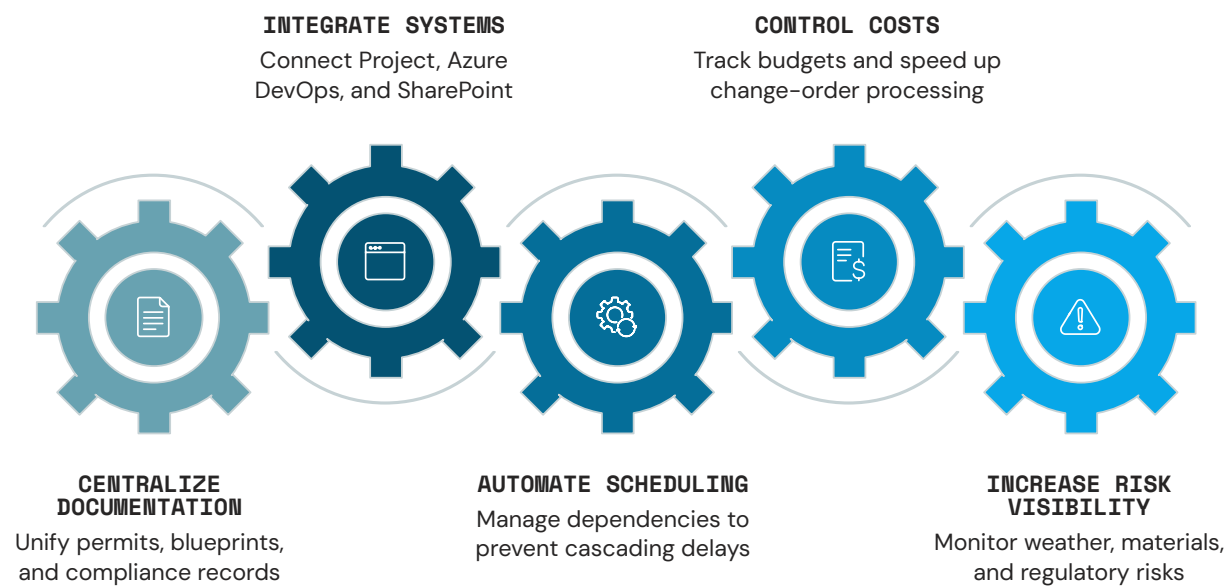 INTEGRATE SYSTEMS
Connect Project, Azure
DevOps, and SharePoint
CONTROL COSTS
Track budgets and speed up
change-order processing
CENTRALIZE
DOCUMENTATION
Unify permits, blueprints,
and compliance records
AUTOMATE SCHEDULING
Manage dependencies to
prevent cascading delays
INCREASE RISK
VISIBILITY
Monitor weather, materials,
and regulatory risks